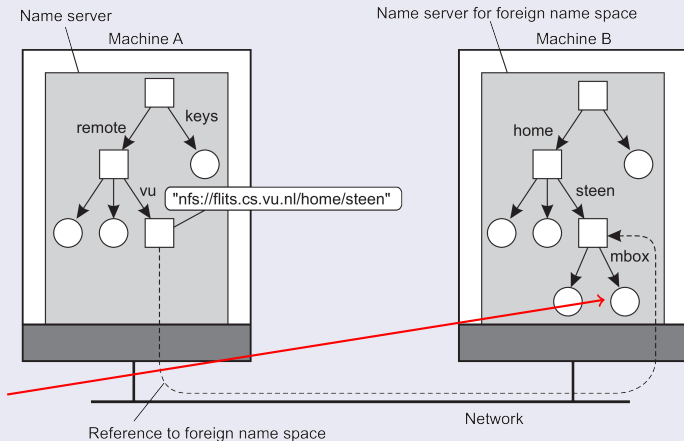 Name server
Name server for foreign name space
Machine A
Machine B
remote
keys
home
vu
steen
"nfs://flits.cs.vu.nl/home/steen"
mbox
Network
Reference to foreign name space